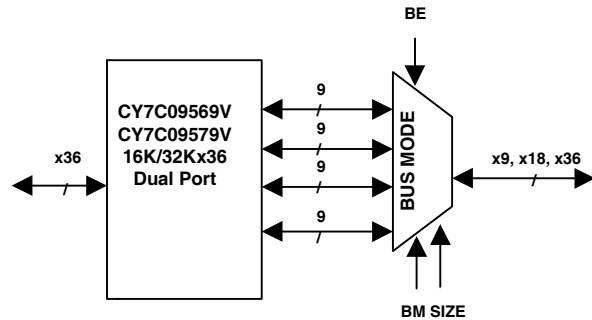 BE
CY7C09569V
CY7C09579V
16K/32Kx36
Dual Port
x36
9
9
9
9
BUS MODE
x9, x18, x36
BM SIZE